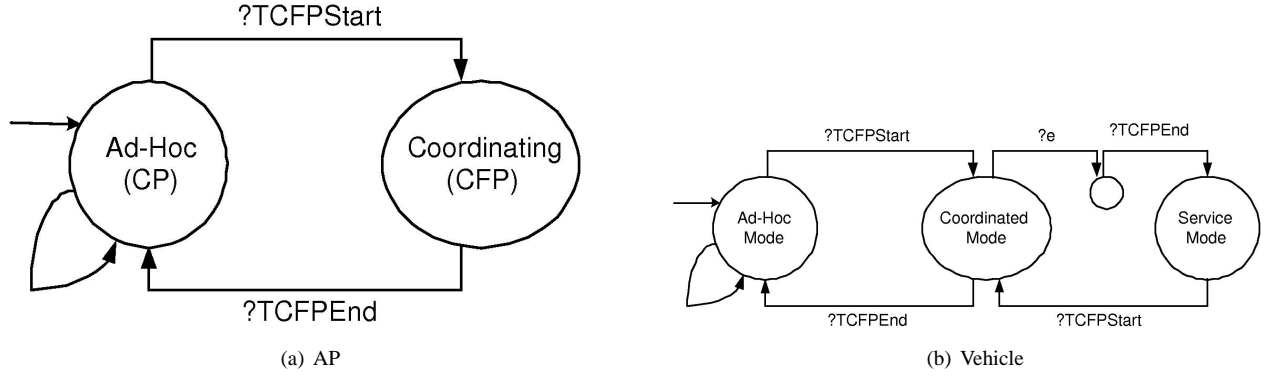 ?TCFPStart
Ad-Hoc
(CP)
Coordinating
(CFP)
?TCFPEnd
(a) AP
?TCFPStart
?e
?TCFPEnd
Ad-Hoc
Mode
Coordinated
Mode
Service
Mode
?TCFPEnd
?TCFPStart
(b) Vehicle